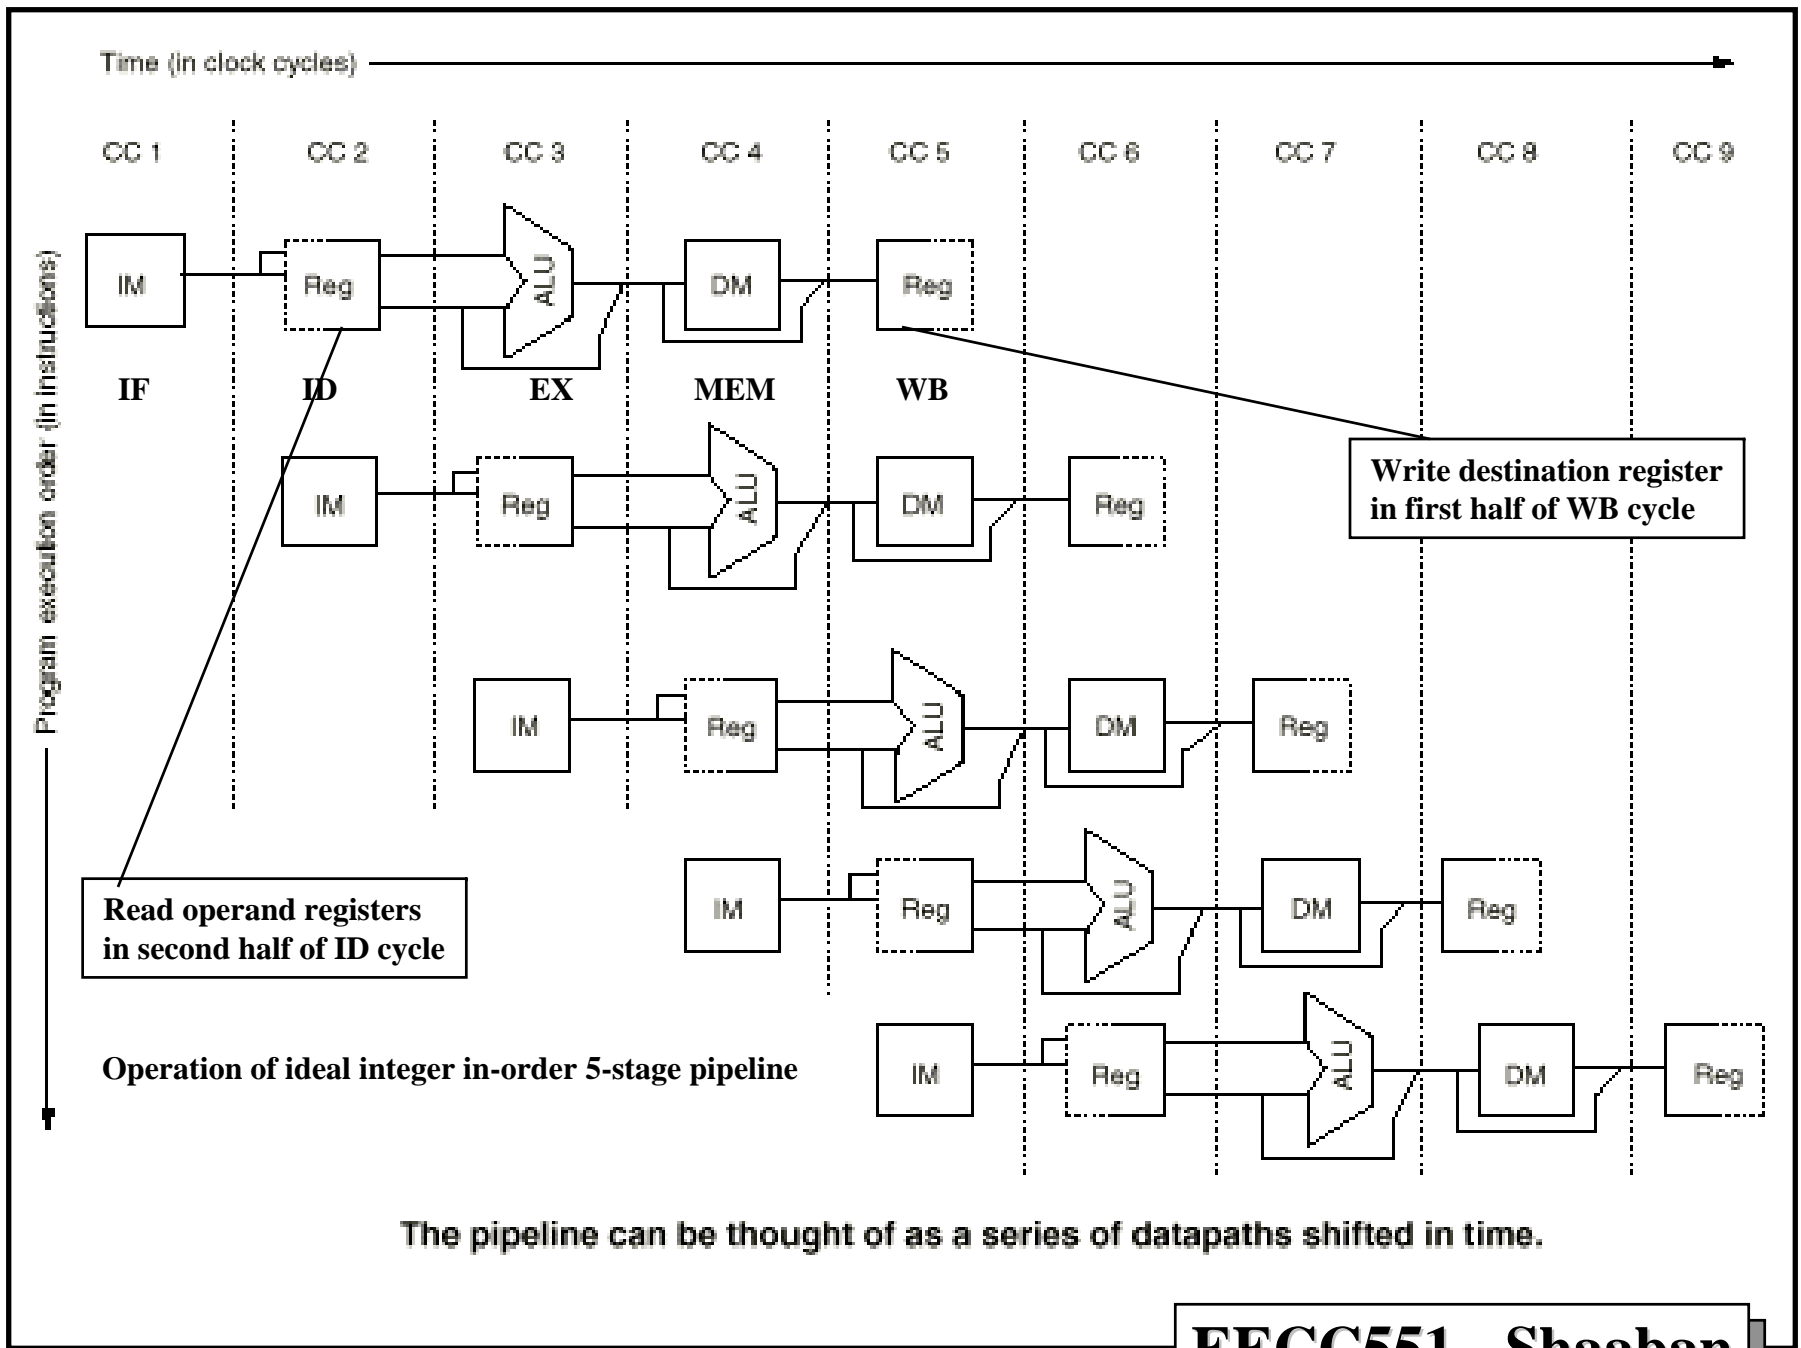 Time (in clock cycles)
CC 1 CC 2 CC 3 CC 4 CC 5 CC 6 CC 7 CC 8 CC 9
Program execution order (in instructions)
IM Reg ALU DM Reg
IF ID EX MEM WB
IM Reg ALU DM Reg
Write destination register
in first half of WB cycle
IM Reg ALU DM Reg
IM Reg ALU DM Reg
Read operand registers
in second half of ID cycle
IM Reg ALU DM Reg
Operation of ideal integer in-order 5-stage pipeline
The pipeline can be thought of as a series of datapaths shifted in time.
EECC551 - Shaaban